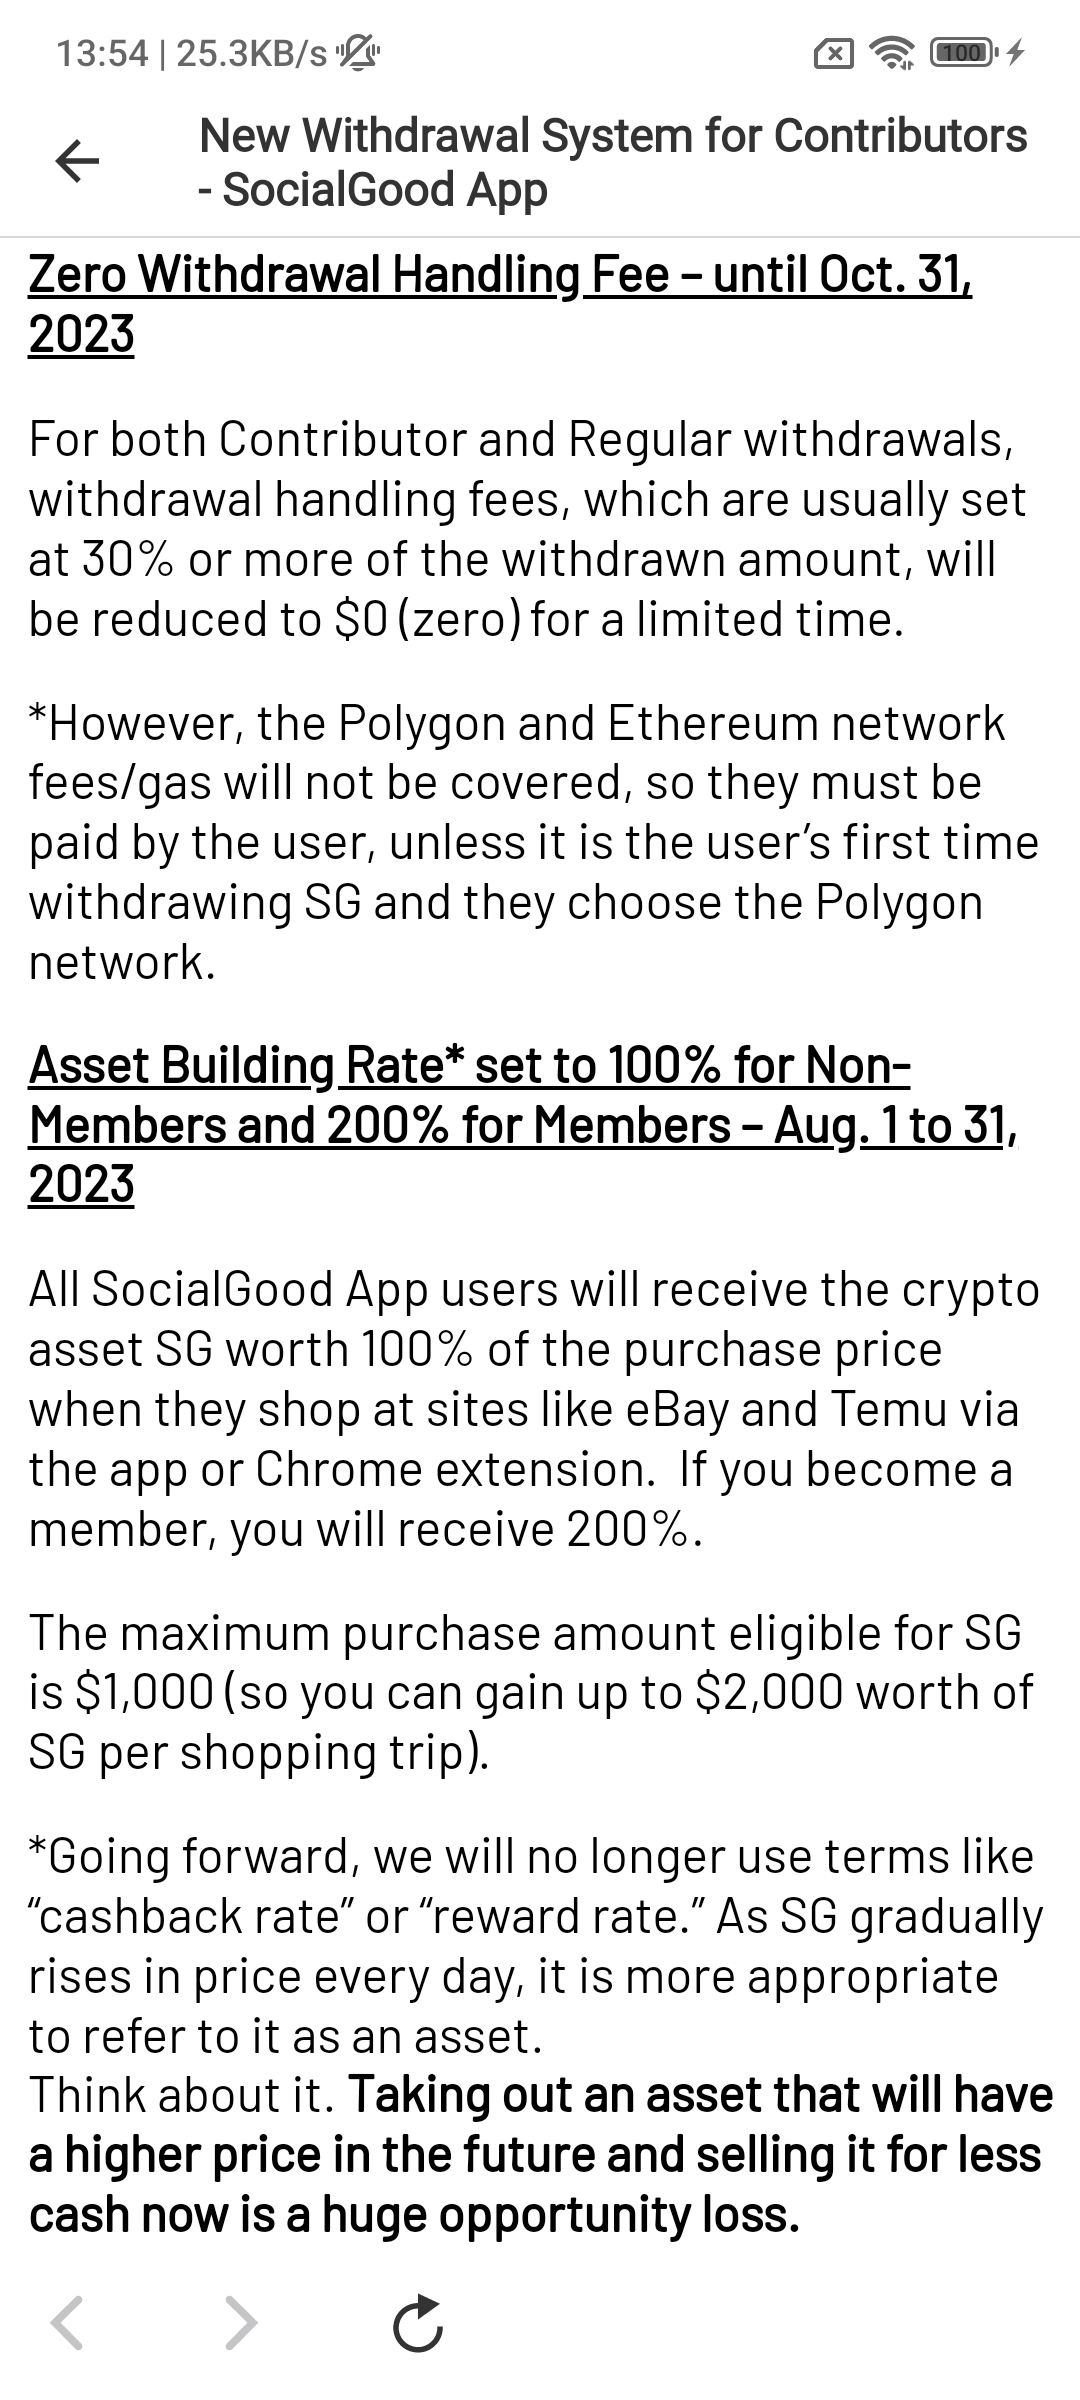 13:54 | 25.3KB/s
100
New Withdrawal System for Contributors
- SocialGood App
Zero Withdrawal Handling Fee – until Oct. 31,
2023
For both Contributor and Regular withdrawals,
withdrawal handling fees, which are usually set
at 30% or more of the withdrawn amount, will
be reduced to $0 (zero) for a limited time.
*However, the Polygon and Ethereum network
fees/gas will not be covered, so they must be
paid by the user, unless it is the user’s first time
withdrawing SG and they choose the Polygon
network.
Asset Building Rate* set to 100% for Non-
Members and 200% for Members – Aug. 1 to 31,
2023
All SocialGood App users will receive the crypto
asset SG worth 100% of the purchase price
when they shop at sites like eBay and Temu via
the app or Chrome extension.  If you become a
member, you will receive 200%.
The maximum purchase amount eligible for SG
is $1,000 (so you can gain up to $2,000 worth of
SG per shopping trip).
*Going forward, we will no longer use terms like
“cashback rate” or “reward rate.” As SG gradually
rises in price every day, it is more appropriate
to refer to it as an asset.
Think about it. Taking out an asset that will have
a higher price in the future and selling it for less
cash now is a huge opportunity loss.